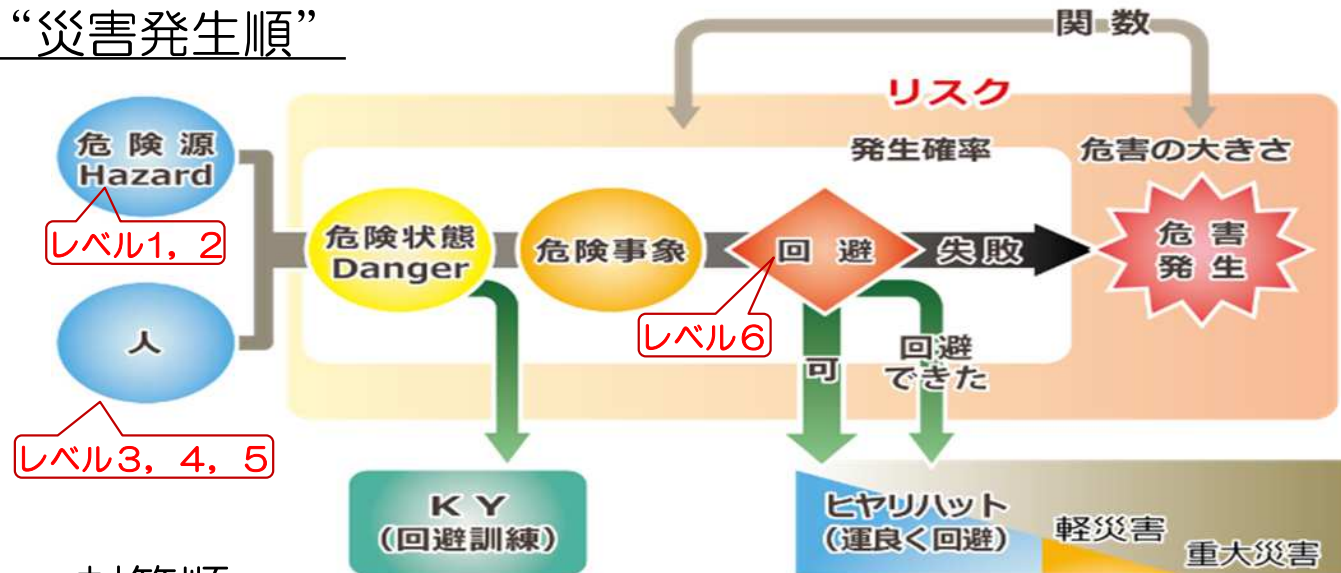 “災害発生順”
関数
リスク
発生確率
危害の大きさ
危険源
Hazard
レベル1，2
人
レベル3，4，5
危険状態
Danger
危険事象
回避
レベル6
失敗
危害
発生
可
回避
できた
KY
（回避訓練）
ヒヤリハット
（運良く回避）
軽災害
重大災害